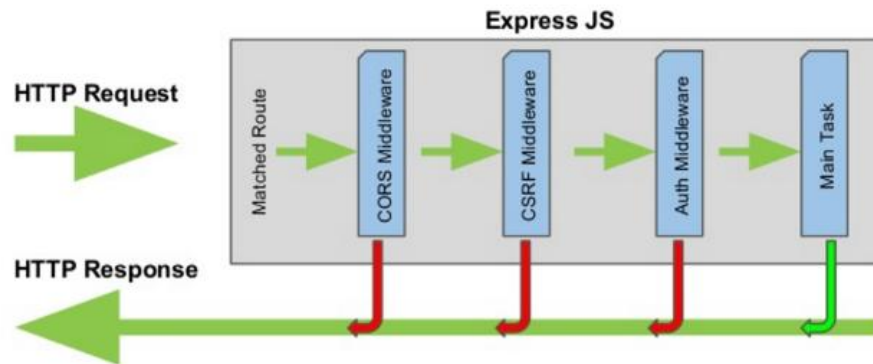 Express JS
HTTP Request
Matched Route
CORS Middleware
CSRF Middleware
Auth Middleware
Main Task
HTTP Response